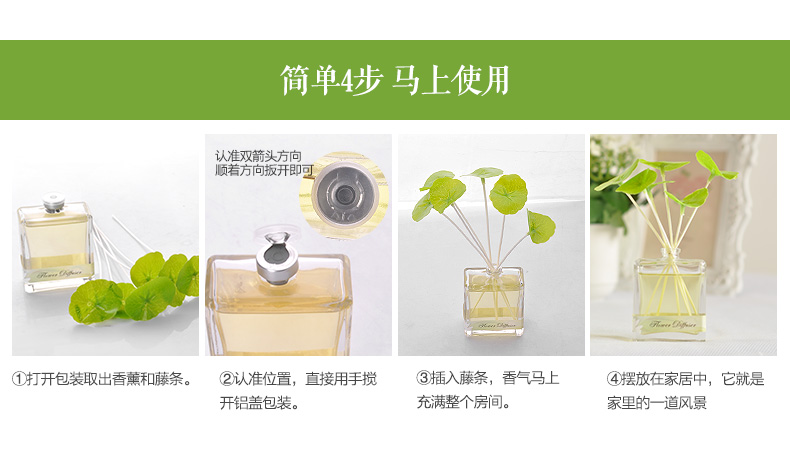 简单4步 马上使用
认准双箭头方向
顺着方向扳开即可
Flower Diffuser
Flower Diffuser
Flower Diffuser
①打开包装取出香薰和藤条。
②认准位置，直接用手搅
开铝盖包装。
③插入藤条，香气马上
充满整个房间。
④摆放在家居中，它就是
家里的一道风景